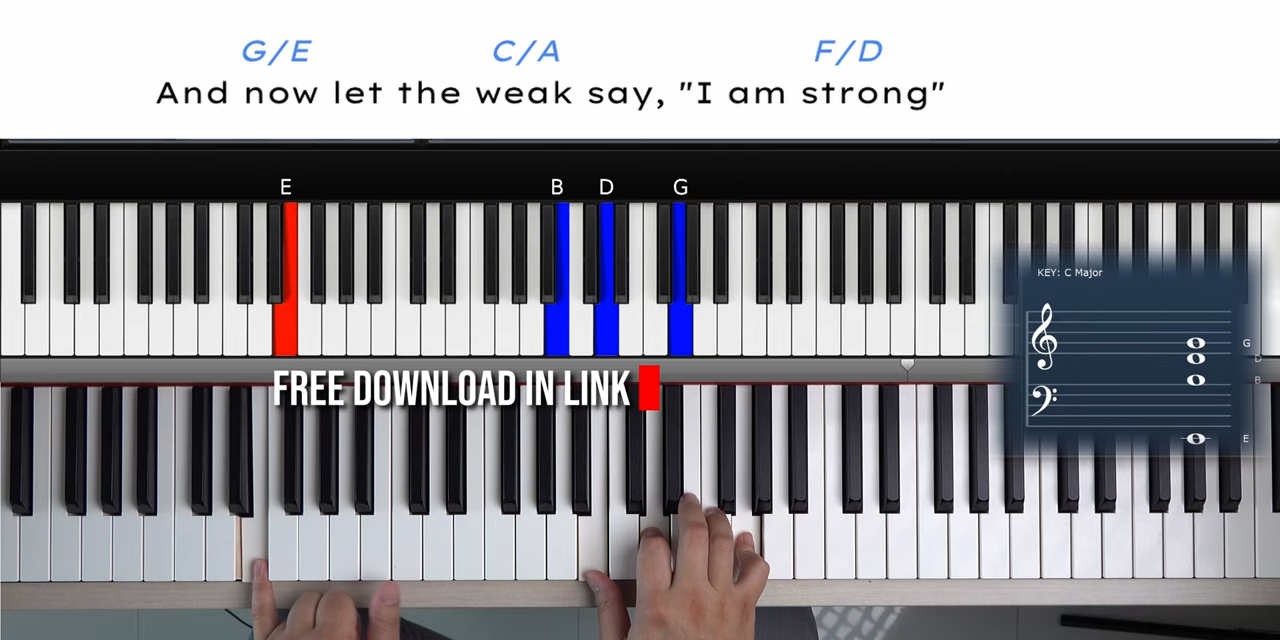 G/E C/A F/D
And now let the weak say, "I am strong"
E B D G
KEY: C Major
G
D
B
E
FREE DOWNLOAD IN LINK